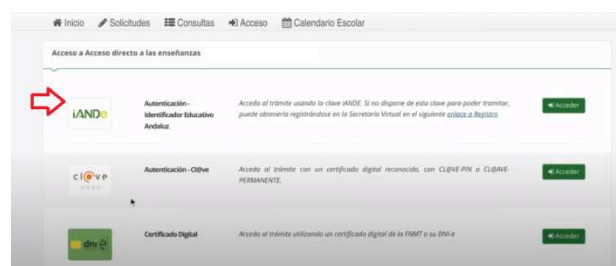 Inicio Solicitudes Consultas Acceso Calendario Escolar
Acceso a Acceso directo a las enseñanzas
iANDe
Autenticación -
Identificador Educativo
Andaluz
Acceda al trámite usando la clave iANDE. Si no dispone de esta clave para poder tramitar,
puede obtenerla registrándose en la Secretaría Virtual en el siguiente enlace a Registro
Acceder
cl@ve
Autenticación - Cl@ve
Acceda al trámite con un certificado digital reconocido, con CL@VE-PIN o CL@VE-
PERMANENTE.
Acceder
dni e
Certificado Digital
Acceda al trámite utilizando un certificado digital de la FNMT o su DNI-e
Acceder